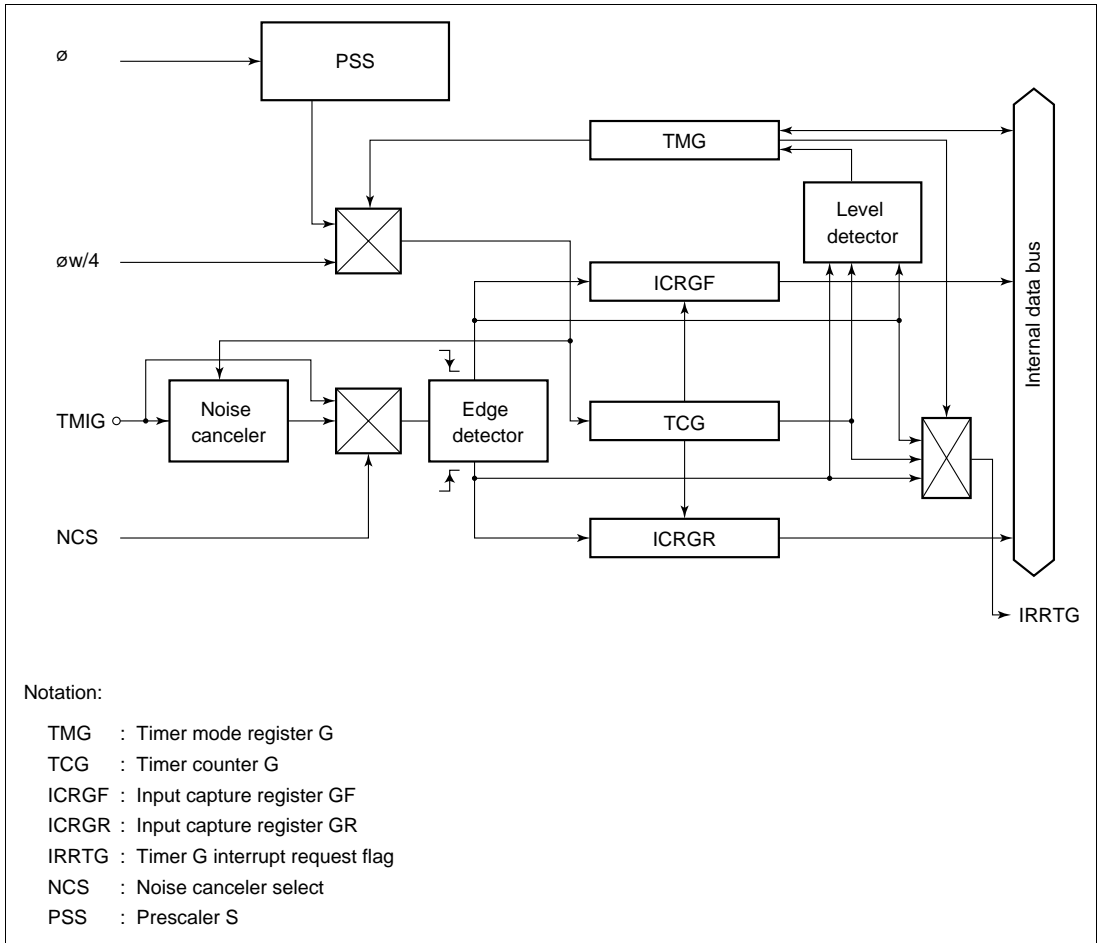 ø
PSS
TMG
Level
detector
øw/4
ICRGF
Internal data bus
TMIG
Noise
canceler
Edge
detector
TCG
NCS
ICRGR
IRRTG
Notation:
TMG : Timer mode register G
TCG : Timer counter G
ICRGF : Input capture register GF
ICRGR : Input capture register GR
IRRTG : Timer G interrupt request flag
NCS : Noise canceler select
PSS : Prescaler S